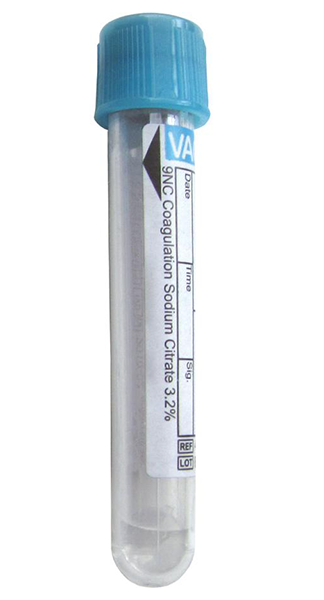 VA
9NC Coagulation Sodium Citrate 3.2%
Date
Time
Sig.
REF
LOT